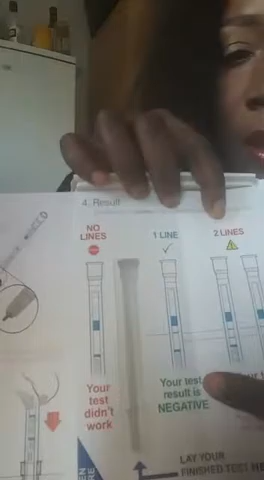 4. Result
NO
LINES
1 LINE
2 LINES
Your
test
didn't
work
Your test
result is
NEGATIVE
LAY YOUR
FINISHED TEST HE